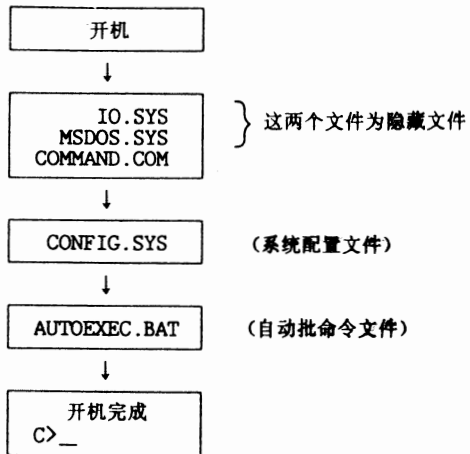 开机
IO.SYS
MSDOS.SYS
COMMAND.COM
这两个文件为隐藏文件
CONFIG.SYS
(系统配置文件)
AUTOEXEC.BAT
(自动批命令文件)
开机完成
C>_